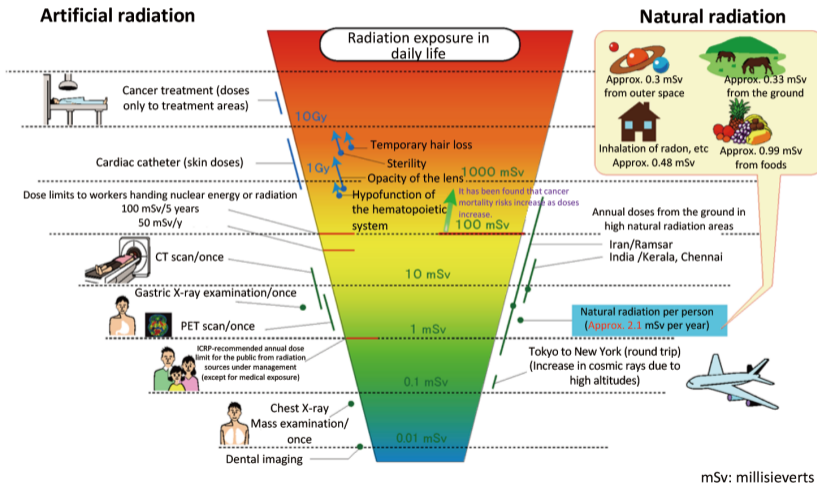 Artificial radiation
Natural radiation
Radiation exposure in
daily life
Cancer treatment (doses
only to treatment areas)
10Gy
Cardiac catheter (skin doses)
1Gy
Temporary hair loss
Sterility
Opacity of the lens
Hypofunction of
the hematopoietic
system
1000 mSv
It has been found that cancer
mortality risks increase as doses
increase.
100 mSv
Dose limits to workers handing nuclear energy or radiation
100 mSv/5 years
50 mSv/y
CT scan/once
10 mSv
Gastric X-ray examination/once
PET scan/once
1 mSv
ICRP-recommended annual dose
limit for the public from radiation
sources under management
(except for medical exposure)
0.1 mSv
Chest X-ray
Mass examination/
once
0.01 mSv
Dental imaging
Approx. 0.3 mSv
from outer space
Approx. 0.33 mSv
from the ground
Inhalation of radon, etc
Approx. 0.48 mSv
Approx. 0.99 mSv
from foods
Annual doses from the ground in
high natural radiation areas
Iran/Ramsar
India /Kerala, Chennai
Natural radiation per person
(Approx. 2.1 mSv per year)
Tokyo to New York (round trip)
(Increase in cosmic rays due to
high altitudes)
mSv: millisieverts